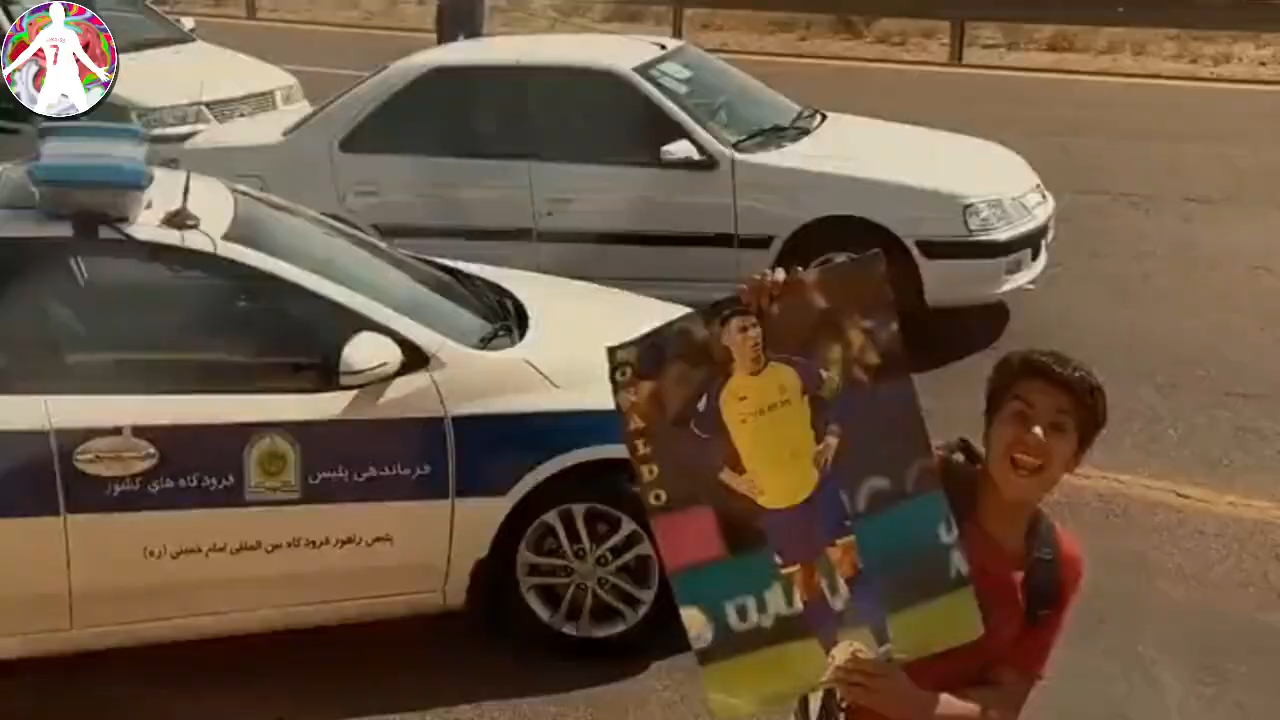 فرماندهی پلیس
فرودگاه های کشور
پلیس راهور فرودگاه بین المللی امام خمینی (ره)
RONALDO